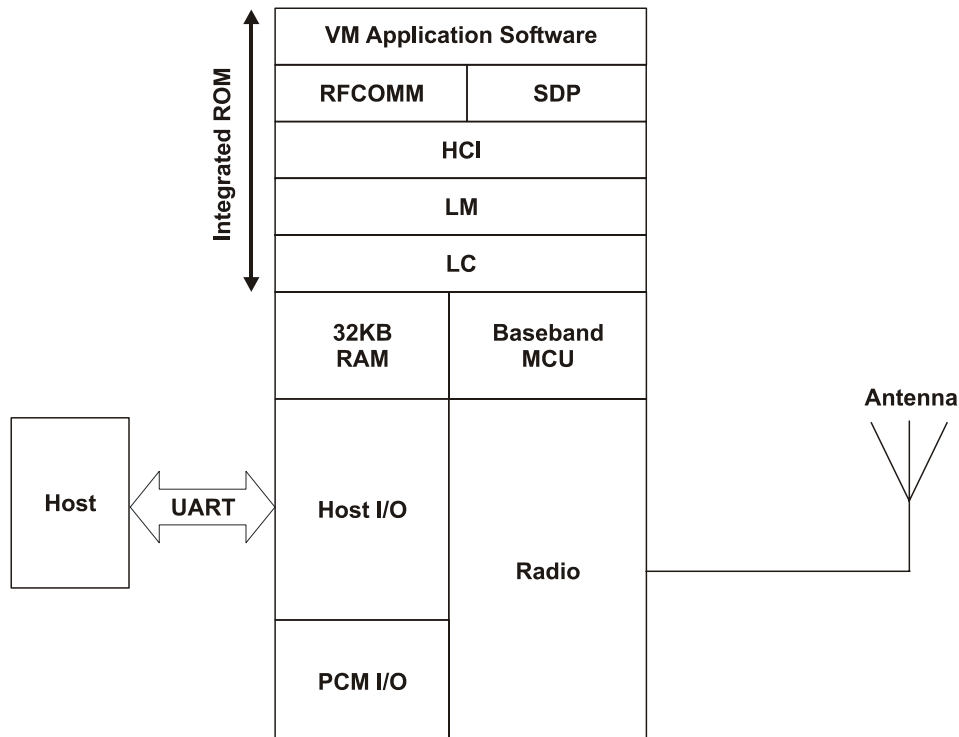 VM Application Software
RFCOMM
SDP
HCI
LM
LC
Integrated ROM
32KB
RAM
Baseband
MCU
Host
UART
Host I/O
Radio
Antenna
PCM I/O